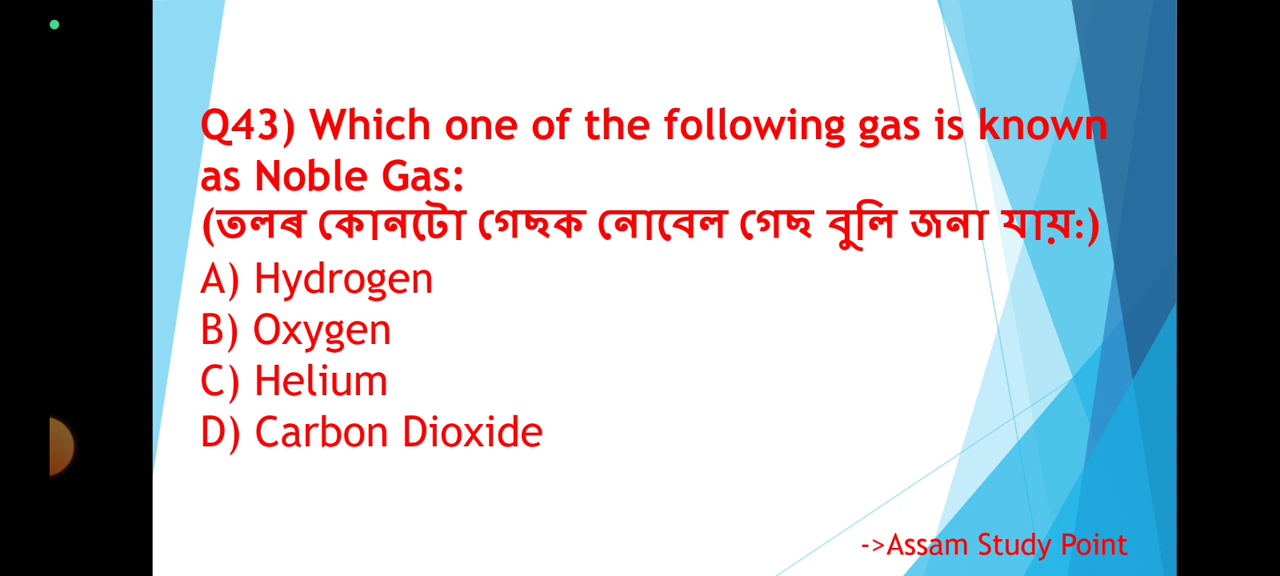 Q43) Which one of the following gas is known
as Noble Gas:
(তলৰ কোনটো গেছক নোবেল গেছ বুলি জনা যায়ঃ)
A) Hydrogen
B) Oxygen
C) Helium
D) Carbon Dioxide
->Assam Study Point